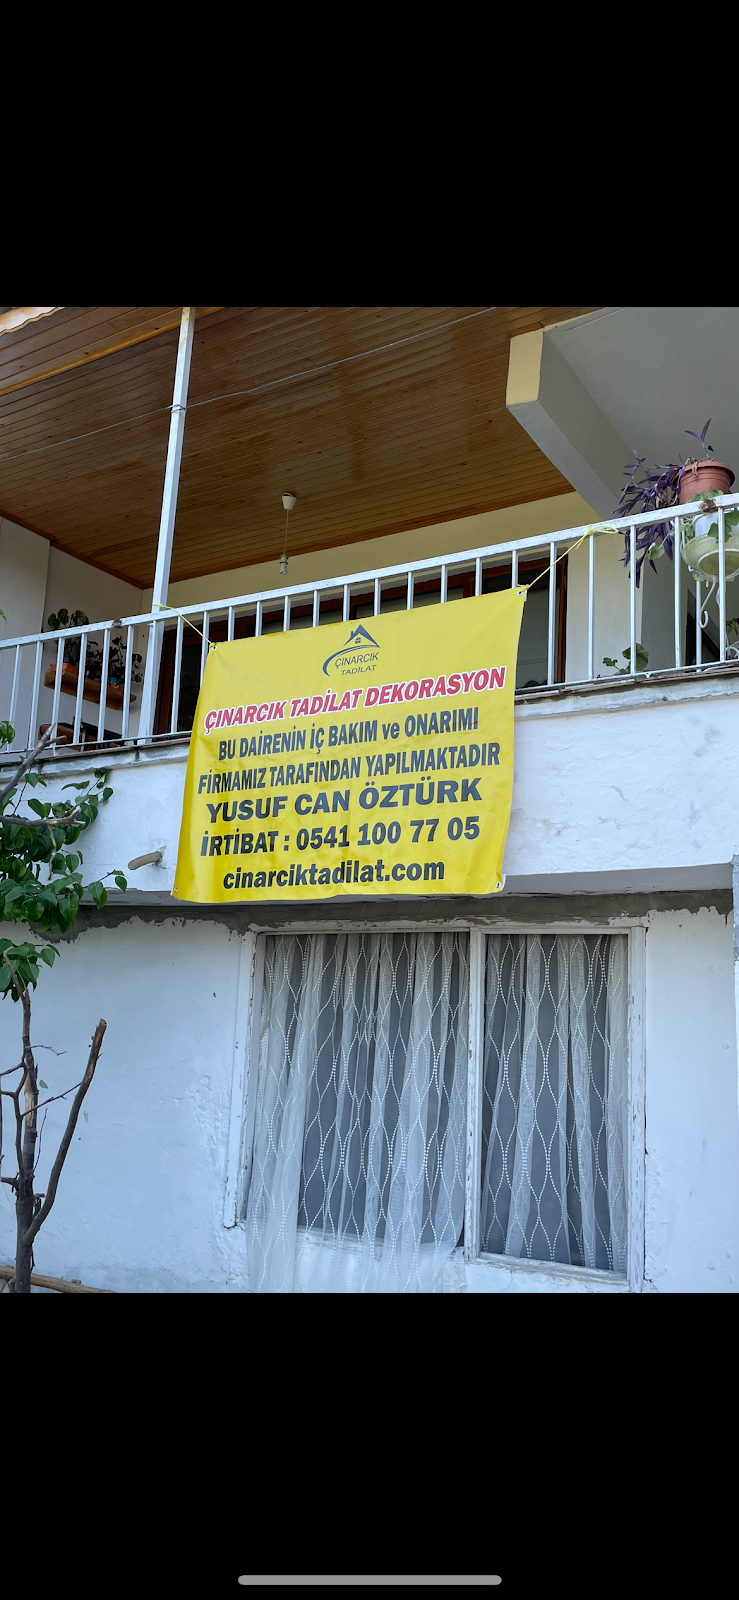 ÇINARCIK
TADİLAT
ÇINARCIK TADİLAT DEKORASYON
BU DAİRENİN İÇ BAKIM ve ONARIMI
FİRMAMIZ TARAFINDAN YAPILMAKTADIR
YUSUF CAN ÖZTÜRK
İRTİBAT : 0541 100 77 05
cinarciktadilat.com